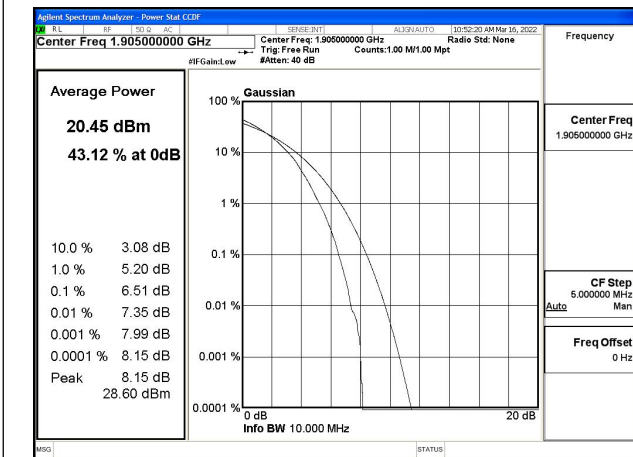 Agilent Spectrum Analyzer - Power Stat CCDF
RL RF 50 Ω AC SENSE:INT ALIGN AUTO 10:52:20 AM Mar 16, 2022
Center Freq 1.905000000 GHz
Center Freq: 1.905000000 GHz Radio Std: None
Trig: Free Run Counts:1.00 M/1.00 Mpt
#IFGain:Low #Atten: 40 dB
Frequency
Average Power
20.45 dBm
43.12 % at 0dB
10.0 % 3.08 dB
1.0 % 5.20 dB
0.1 % 6.51 dB
0.01 % 7.35 dB
0.001 % 7.99 dB
0.0001 % 8.15 dB
Peak 8.15 dB
28.60 dBm
Gaussian
100 %
10 %
1 %
0.1 %
0.01 %
0.001 %
0.0001 %
0 dB 20 dB
Info BW 10.000 MHz
Center Freq
1.905000000 GHz
CF Step
5.000000 MHz
Auto Man
Freq Offset
0 Hz
MSG STATUS